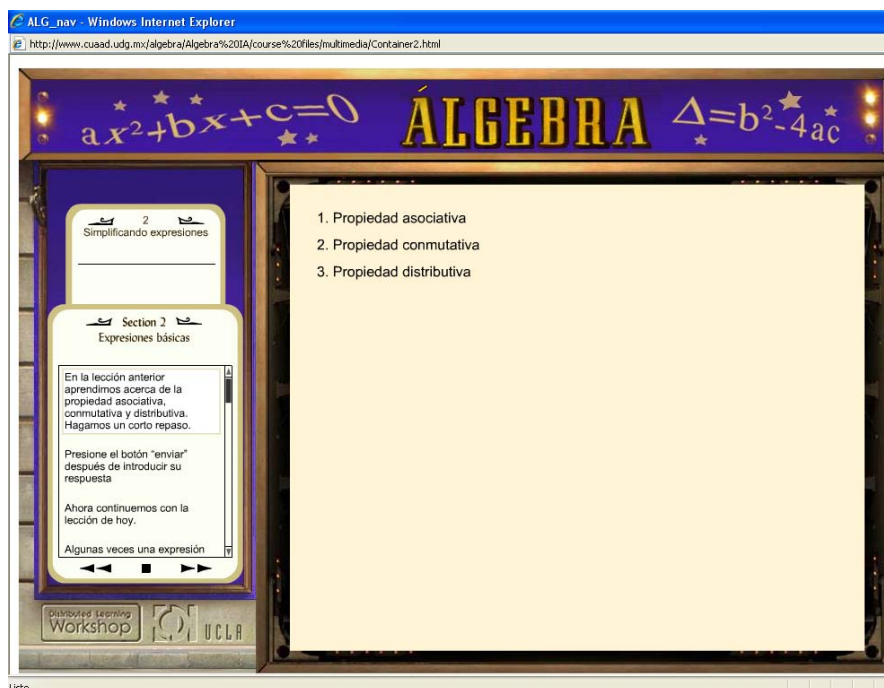 ALG_nav - Windows Internet Explorer
http://www.cuaad.udg.mx/algebra/Algebra%20IA/course%20files/multimedia/Container2.html
ax²+bx+c=0
ÁLGEBRA
Δ=b²-4ac
2
Simplificando expresiones
Section 2
Expresiones básicas
En la lección anterior
aprendimos acerca de la
propiedad asociativa,
conmutativa y distributiva.
Hagamos un corto repaso.
Presione el botón “enviar”
después de introducir su
respuesta
Ahora continuemos con la
lección de hoy.
Algunas veces una expresión
1. Propiedad asociativa
2. Propiedad conmutativa
3. Propiedad distributiva
Distributed Learning
Workshop
UCLA
Listo